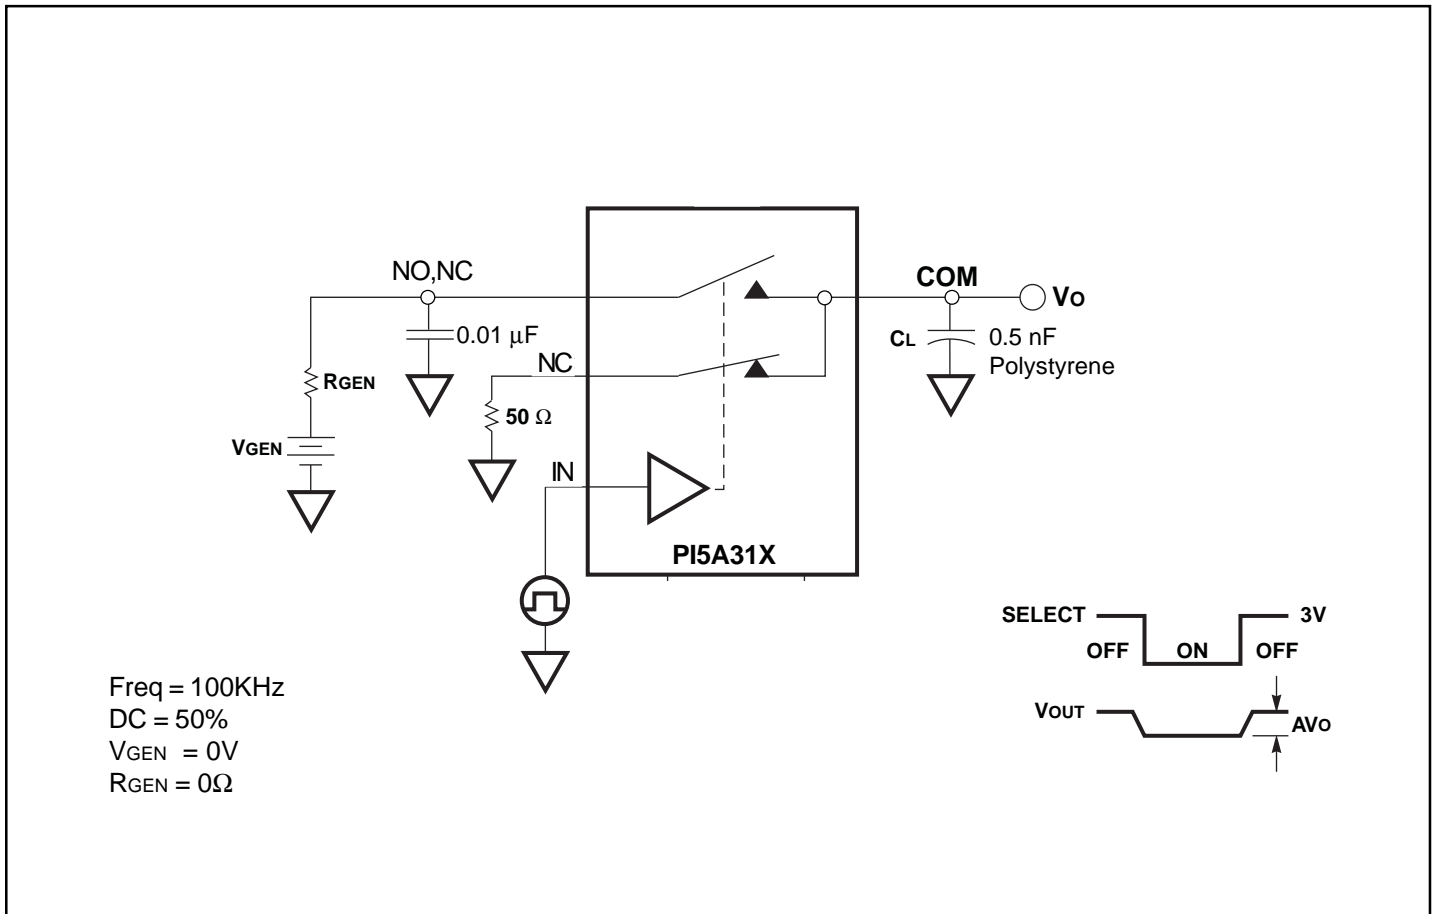 NO,NC
0.01 μF
RGEN
VGEN
NC
50 Ω
IN
PI5A31X
COM
VO
CL
0.5 nF
Polystyrene
SELECT
3V
OFF
ON
OFF
VOUT
AVO
Freq = 100KHz
DC = 50%
VGEN = 0V
RGEN = 0Ω